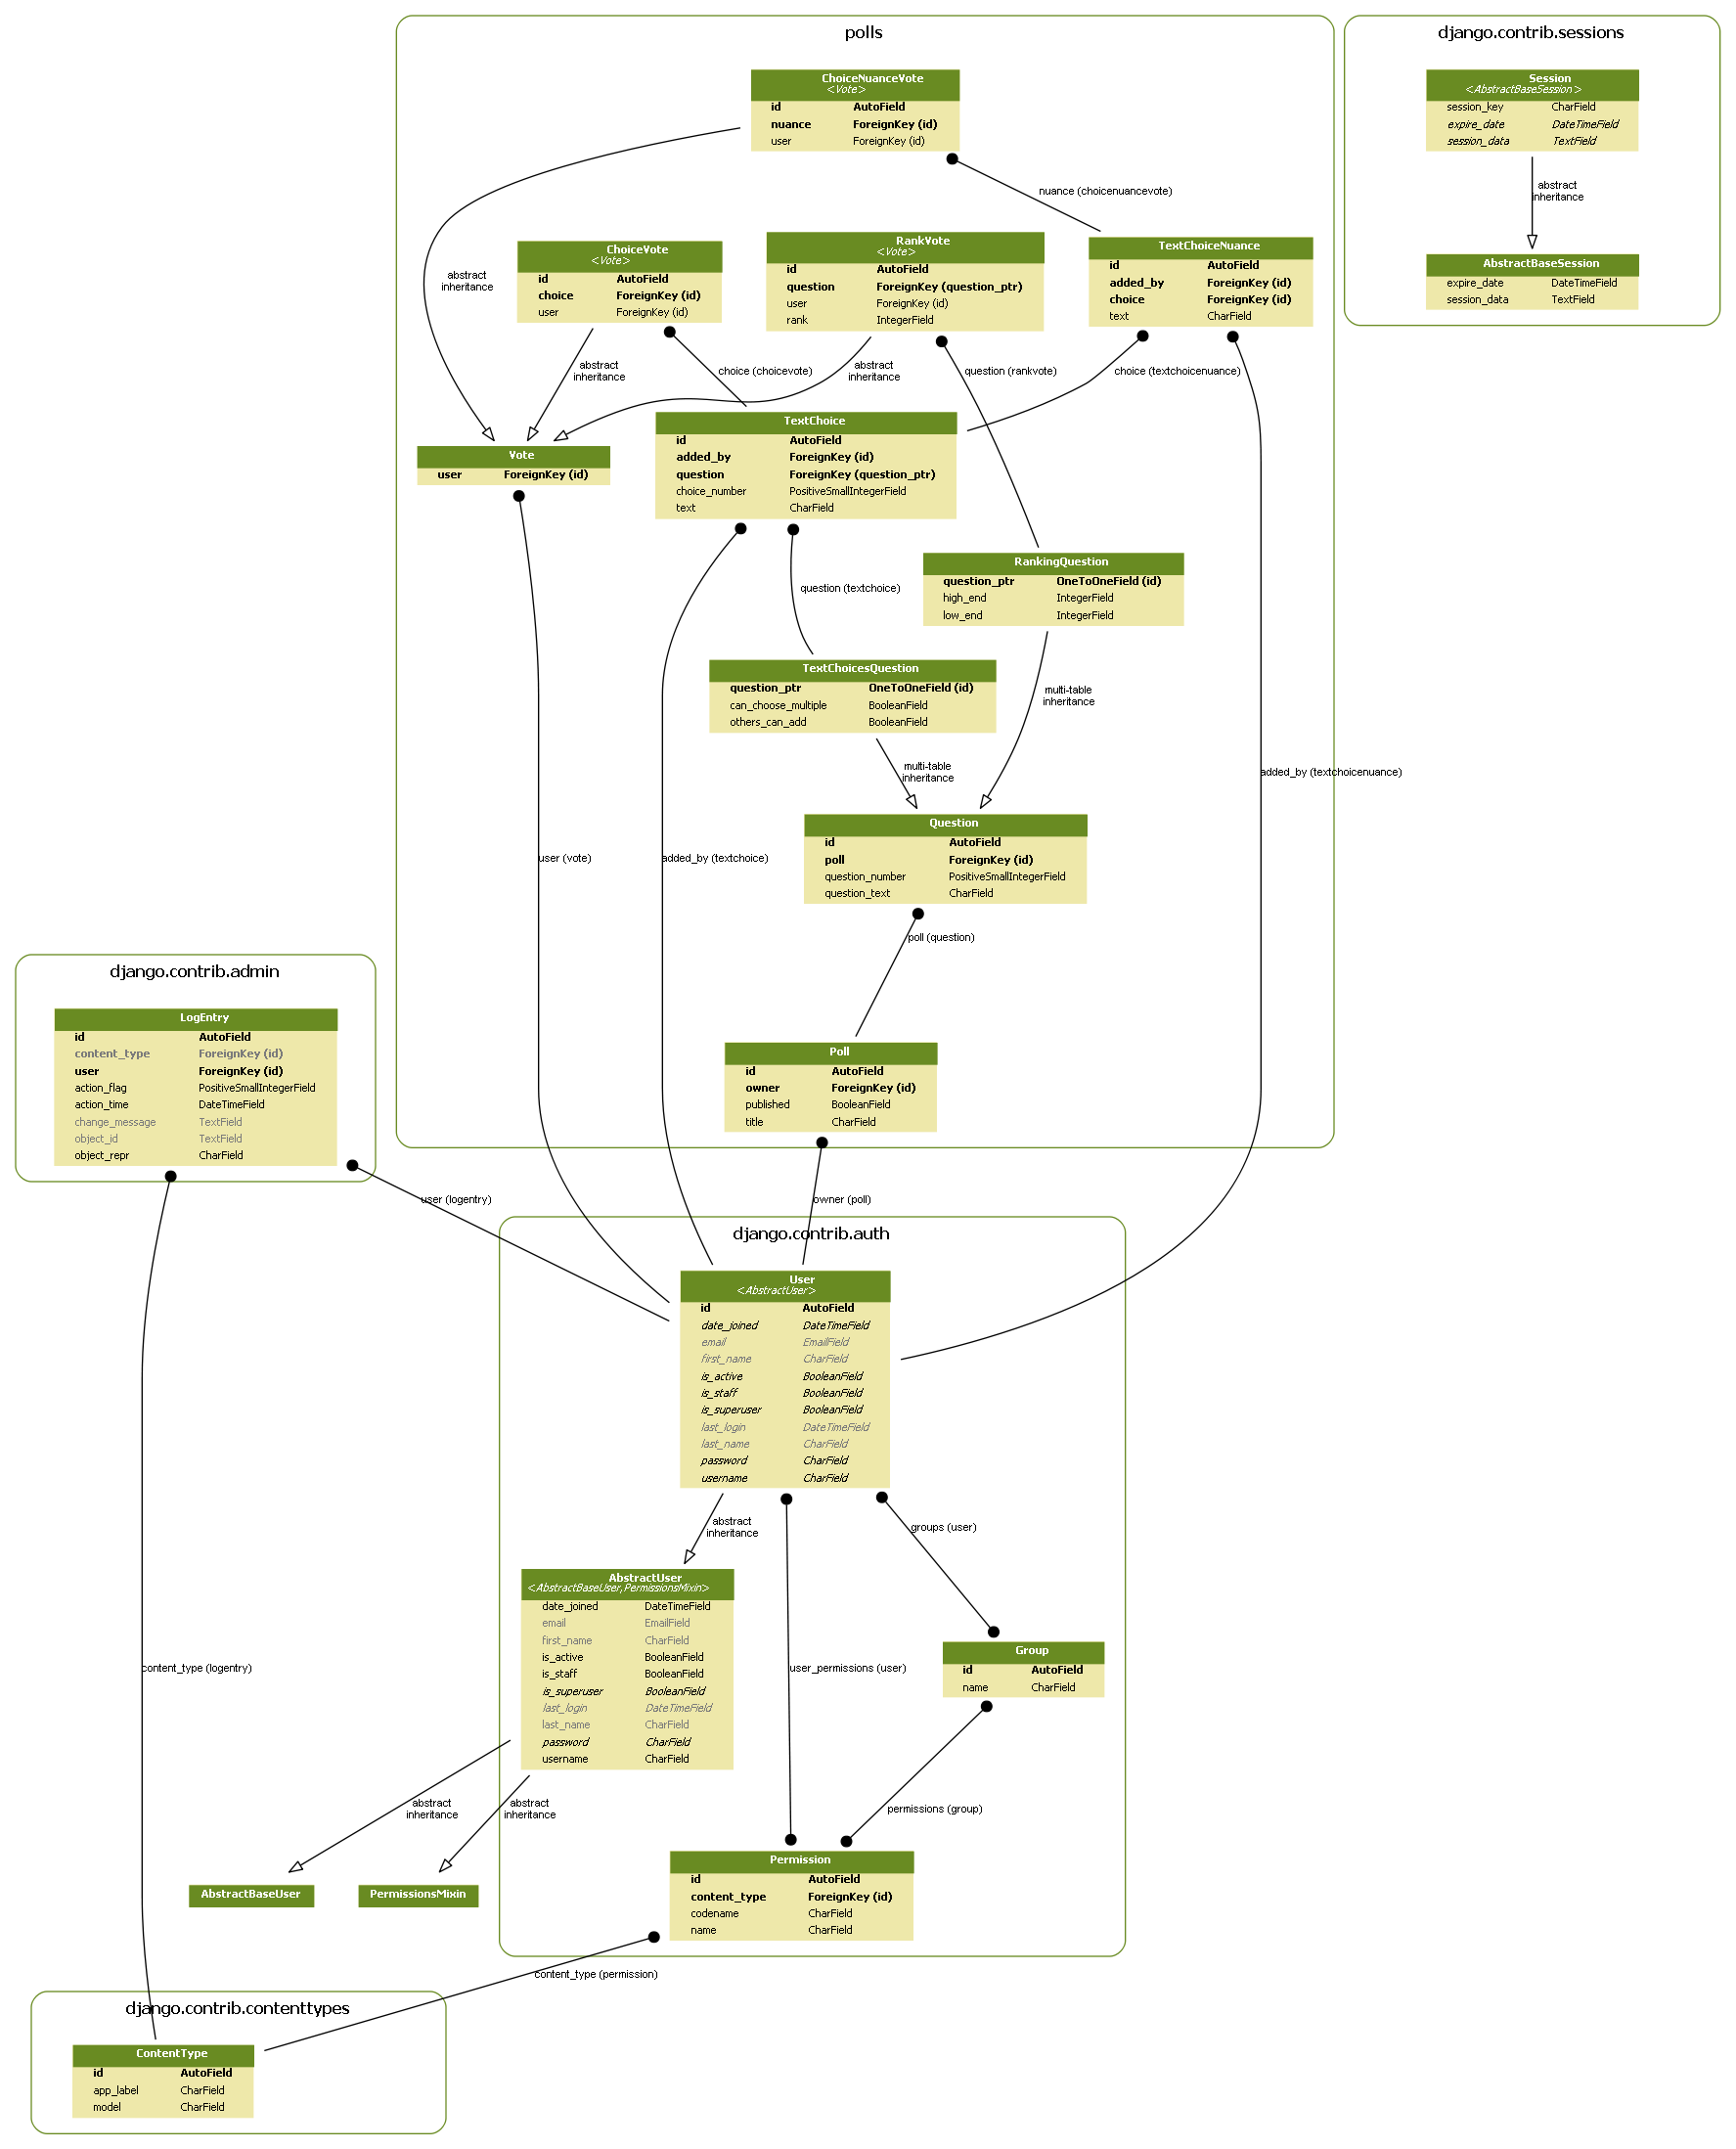 polls
ChoiceNuanceVote
<Vote>
id AutoField
nuance ForeignKey (id)
user ForeignKey (id)
nuance (choicenuancevote)
abstract
inheritance
ChoiceVote
<Vote>
id AutoField
choice ForeignKey (id)
user ForeignKey (id)
RankVote
<Vote>
id AutoField
question ForeignKey (question_ptr)
user ForeignKey (id)
rank IntegerField
TextChoiceNuance
id AutoField
added_by ForeignKey (id)
choice ForeignKey (id)
text CharField
abstract
inheritance
choice (choicevote)
abstract
inheritance
question (rankvote)
choice (textchoicenuance)
Vote
user ForeignKey (id)
TextChoice
id AutoField
added_by ForeignKey (id)
question ForeignKey (question_ptr)
choice_number PositiveSmallIntegerField
text CharField
question (textchoice)
RankingQuestion
question_ptr OneToOneField (id)
high_end IntegerField
low_end IntegerField
TextChoicesQuestion
question_ptr OneToOneField (id)
can_choose_multiple BooleanField
others_can_add BooleanField
multi-table
inheritance
multi-table
inheritance
added_by (textchoicenuance)
Question
id AutoField
poll ForeignKey (id)
question_number PositiveSmallIntegerField
question_text CharField
user (vote)
added_by (textchoice)
poll (question)
Poll
id AutoField
owner ForeignKey (id)
published BooleanField
title CharField
django.contrib.sessions
Session
<AbstractBaseSession>
session_key CharField
expire_date DateTimeField
session_data TextField
abstract
inheritance
AbstractBaseSession
expire_date DateTimeField
session_data TextField
django.contrib.admin
LogEntry
id AutoField
content_type ForeignKey (id)
user ForeignKey (id)
action_flag PositiveSmallIntegerField
action_time DateTimeField
change_message TextField
object_id TextField
object_repr CharField
user (logentry)
owner (poll)
django.contrib.auth
User
<AbstractUser>
id AutoField
date_joined DateTimeField
email EmailField
first_name CharField
is_active BooleanField
is_staff BooleanField
is_superuser BooleanField
last_login DateTimeField
last_name CharField
password CharField
username CharField
abstract
inheritance
groups (user)
AbstractUser
<AbstractBaseUser,PermissionsMixin>
date_joined DateTimeField
email EmailField
first_name CharField
is_active BooleanField
is_staff BooleanField
is_superuser BooleanField
last_login DateTimeField
last_name CharField
password CharField
username CharField
Group
id AutoField
name CharField
content_type (logentry)
user_permissions (user)
abstract
inheritance
abstract
inheritance
permissions (group)
AbstractBaseUser
PermissionsMixin
Permission
id AutoField
content_type ForeignKey (id)
codename CharField
name CharField
content_type (permission)
django.contrib.contenttypes
ContentType
id AutoField
app_label CharField
model CharField